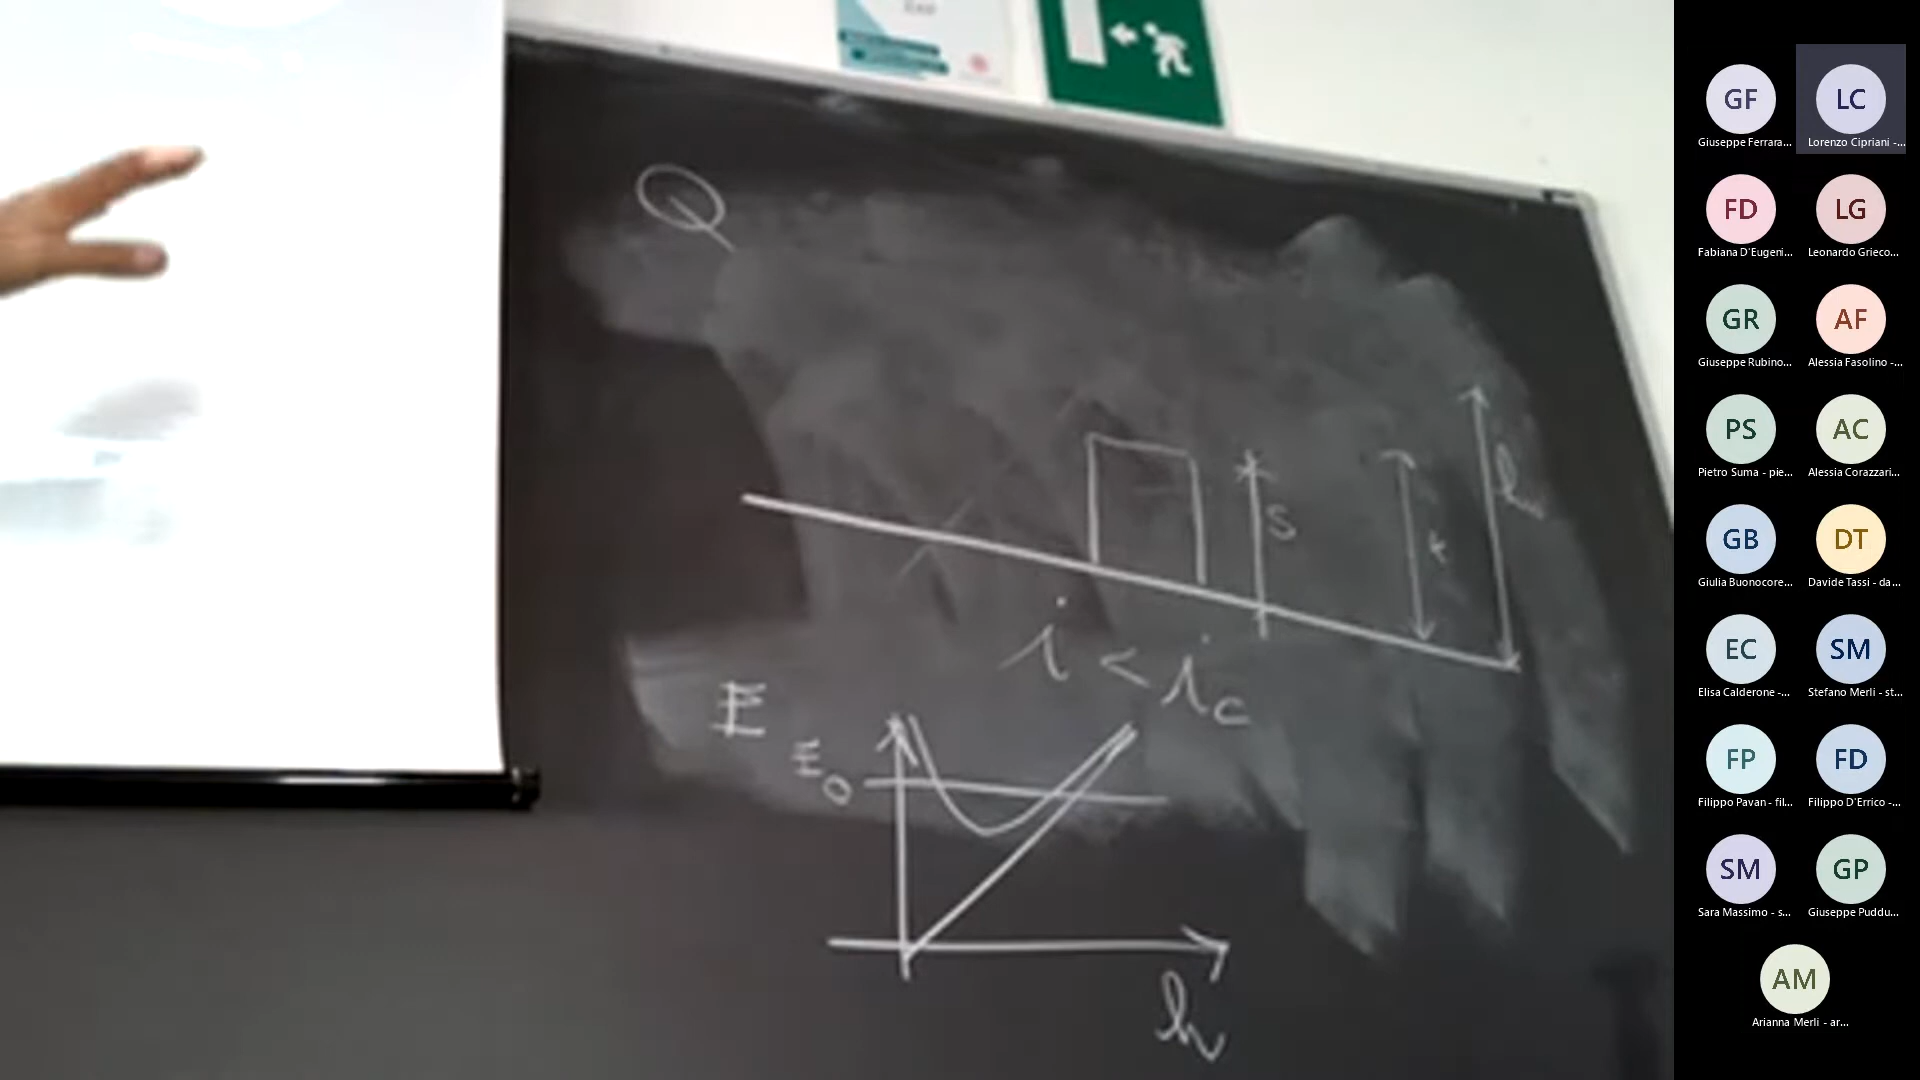 Q
h
S
t
i < i_c
E
E_0
h
GF
Giuseppe Ferrara...
LC
Lorenzo Cipriani -...
FD
Fabiana D'Eugeni...
LG
Leonardo Grieco...
GR
Giuseppe Rubino...
AF
Alessia Fasolino -...
PS
Pietro Suma - pie...
AC
Alessia Corazzari...
GB
Giulia Buonocore...
DT
Davide Tassi - da...
EC
Elisa Calderone -...
SM
Stefano Merli - st...
FP
Filippo Pavan - fil...
FD
Filippo D'Errico -...
SM
Sara Massimo - s...
GP
Giuseppe Puddu...
AM
Arianna Merli - ar...